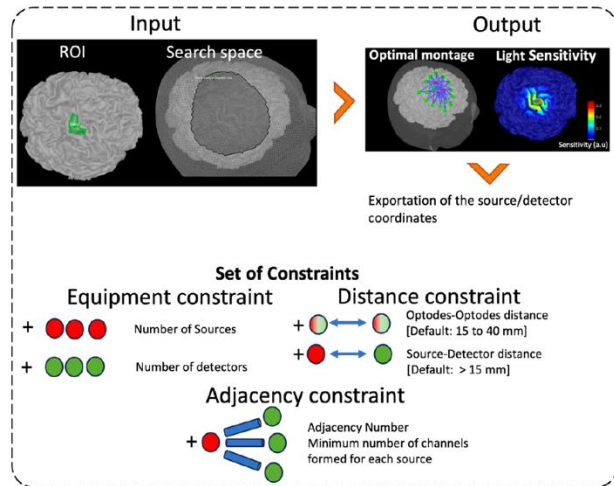 Input
Output
ROI
Search space
Optimal montage
Light Sensitivity
Sensitivity (a.u)
Exportation of the source/detector
coordinates
Set of Constraints
Equipment constraint
+
Number of Sources
+
Number of detectors
Distance constraint
+
Optodes-Optodes distance
[Default: 15 to 40 mm]
+
Source-Detector distance
[Default: > 15 mm]
Adjacency constraint
+
Adjacency Number
Minimum number of channels
formed for each source